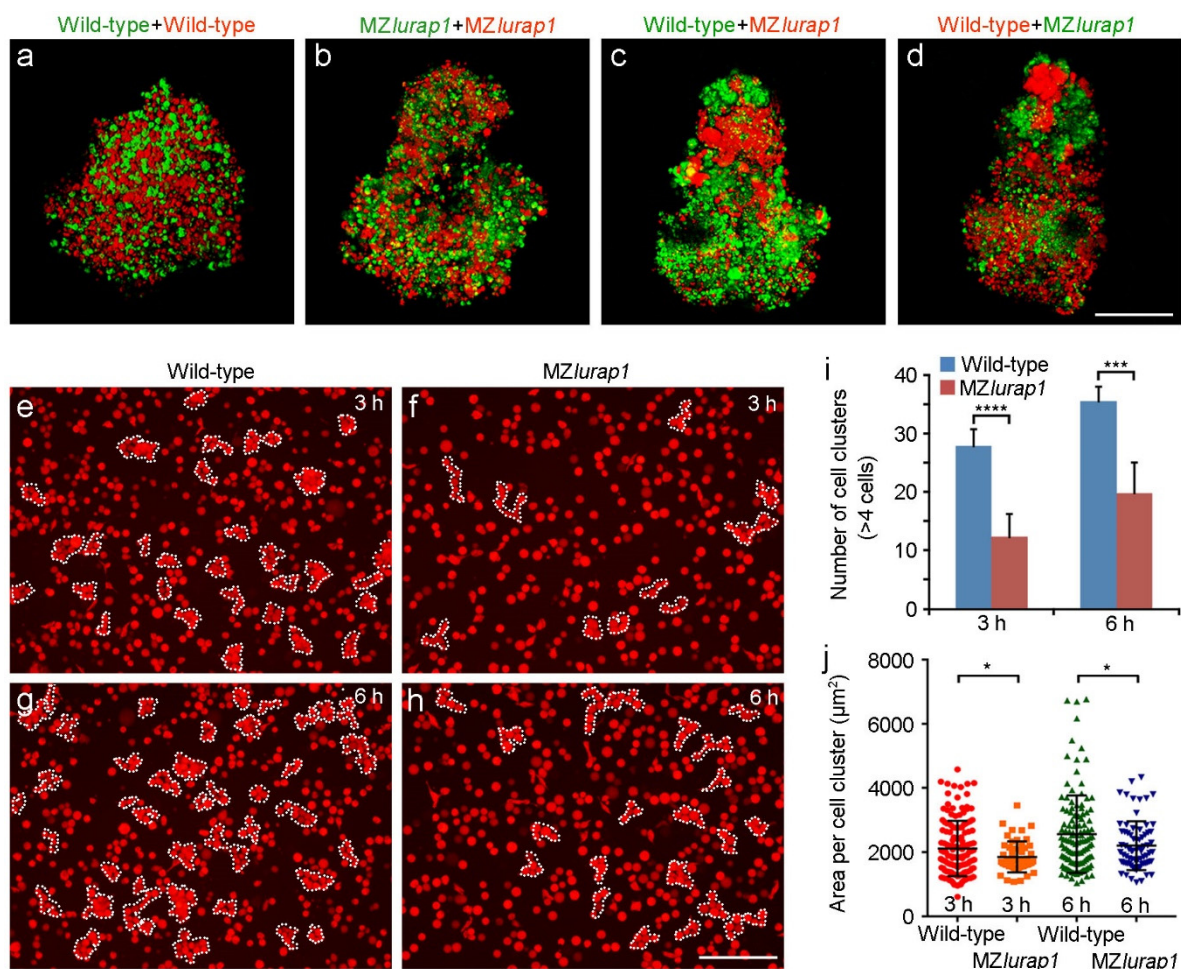 Wild-type+Wild-type
MZlurap1+MZlurap1
Wild-type+MZlurap1
Wild-type+MZlurap1
a
b
c
d
Wild-type
MZlurap1
e
3 h
f
3 h
g
6 h
h
6 h
i
Wild-type
MZlurap1
Number of cell clusters
(>4 cells)
40
30
20
10
0
****
***
3 h
6 h
j
Area per cell cluster (µm²)
8000
6000
4000
2000
0
*
*
3 h
3 h
6 h
6 h
Wild-type
MZlurap1
Wild-type
MZlurap1